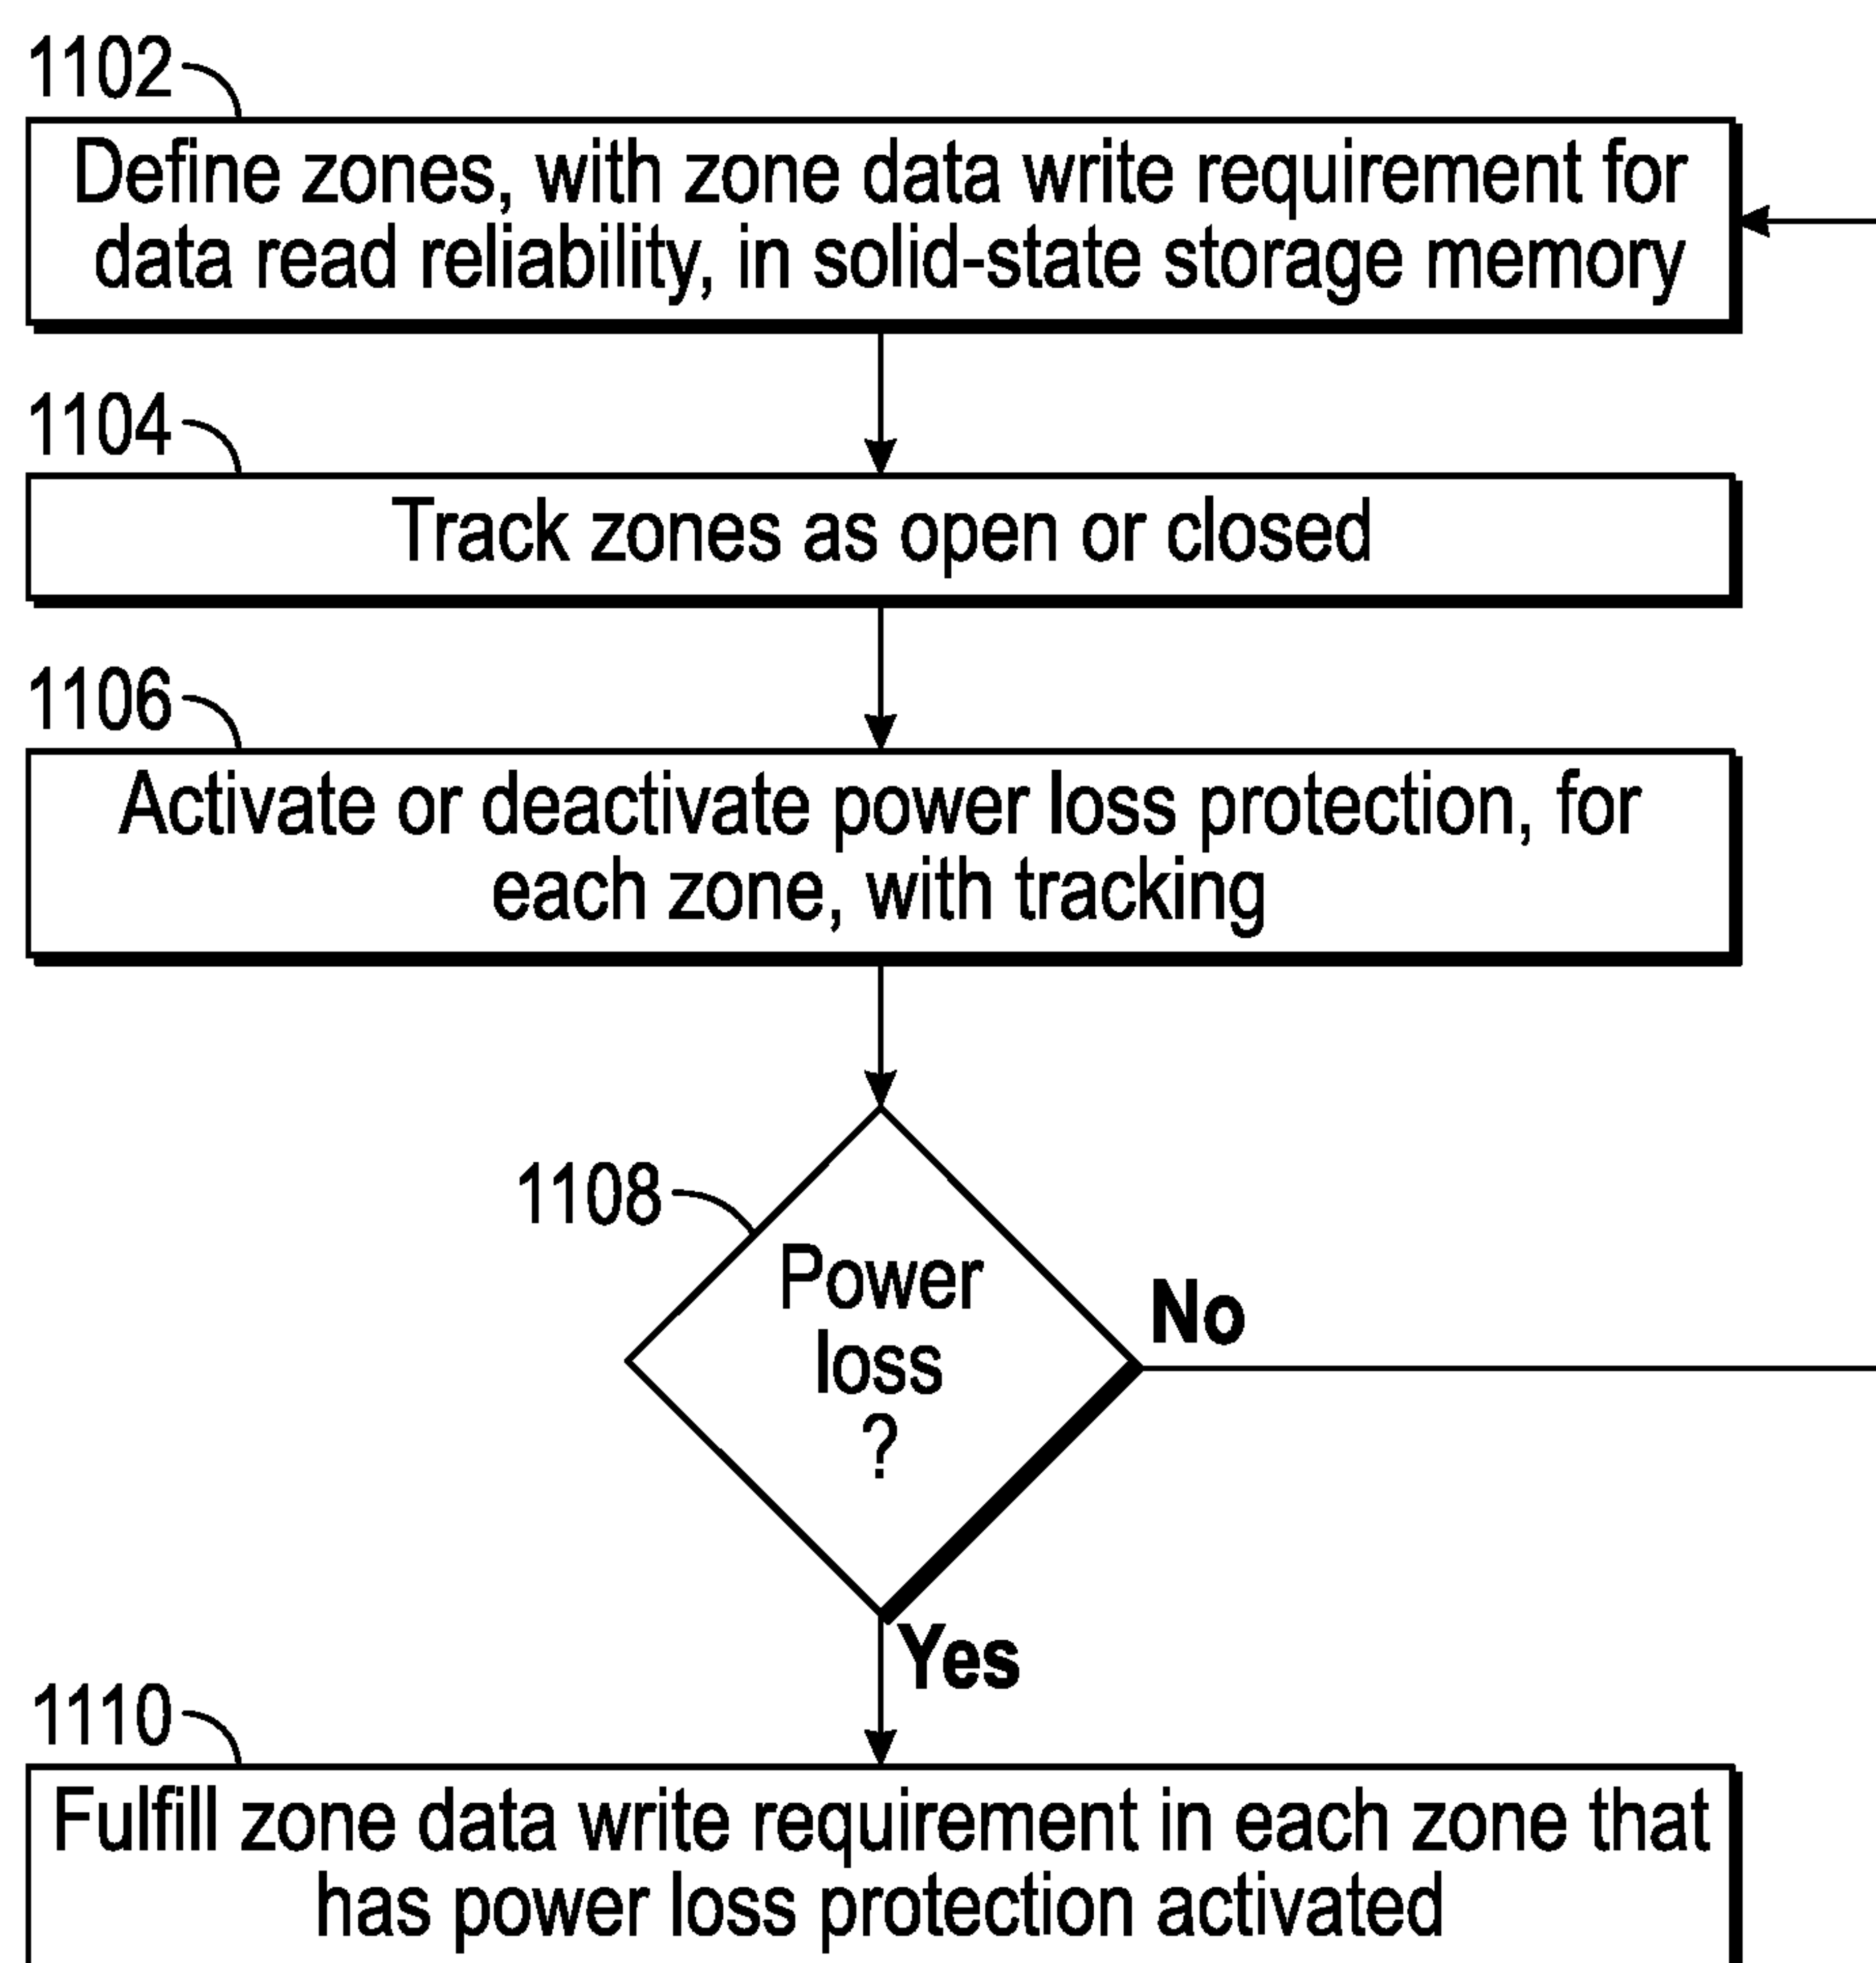 1102
Define zones, with zone data write requirement for
data read reliability, in solid-state storage memory
1104
Track zones as open or closed
1106
Activate or deactivate power loss protection, for
each zone, with tracking
1108
Power
loss
?
No
Yes
1110
Fulfill zone data write requirement in each zone that
has power loss protection activated